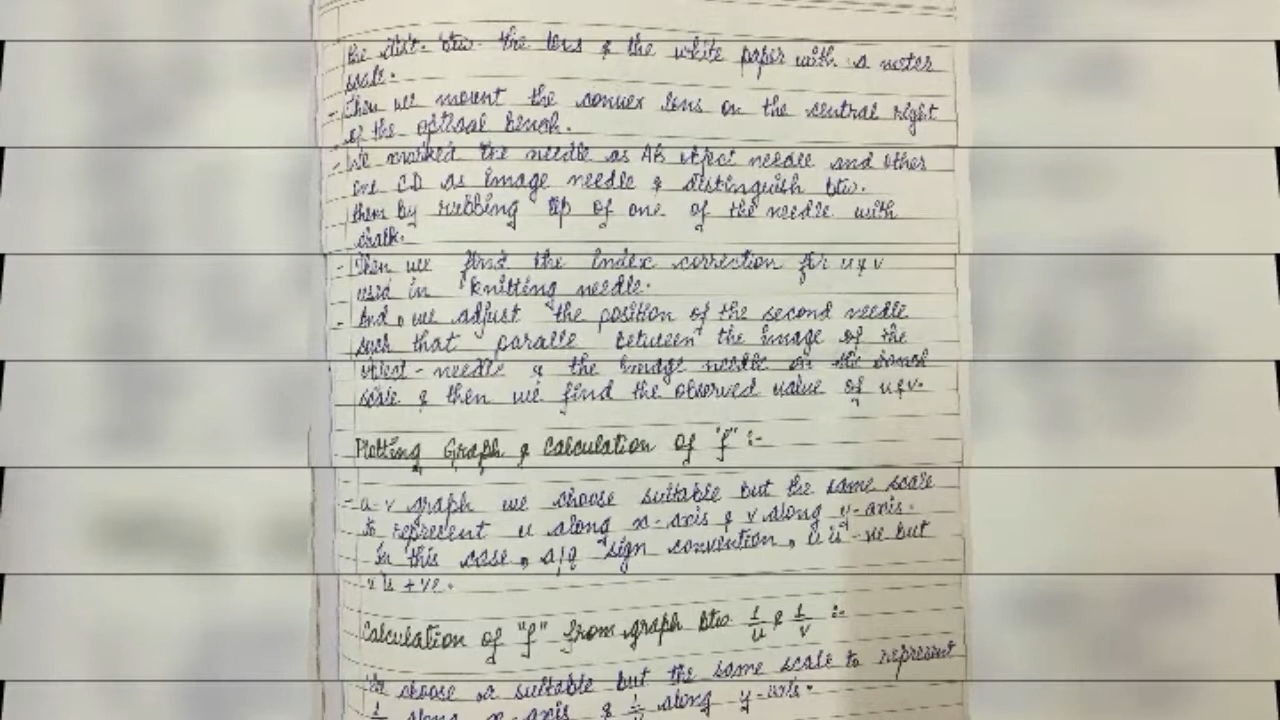 the dist. btw. the lens & the white paper with a meter
scale.
- Then we mount the convex lens on the central right
of the optical bench.
- We marked the needle as AB object needle and other
one CD as image needle & distinguish btw.
them by rubbing tip of one of the needle with
chalk.
- Then we find the index correction for u & v
used in knitting needle.
- And, we adjust the position of the second needle
such that paralle between the image of the
object-needle & the image needle on the bench
scale & then we find the observed value of u & v.
Plotting Graph & Calculation of "f" :-
- u-v graph we choose suitable but the same scale
to represent u along x-axis & v along y-axis.
In this case, a/q sign convention, u is -ve but
v is +ve.
Calculation of "f" from graph btw 1/u & 1/v :-
We choose a suitable but the same scale to represent
along x-axis & along y-axis.